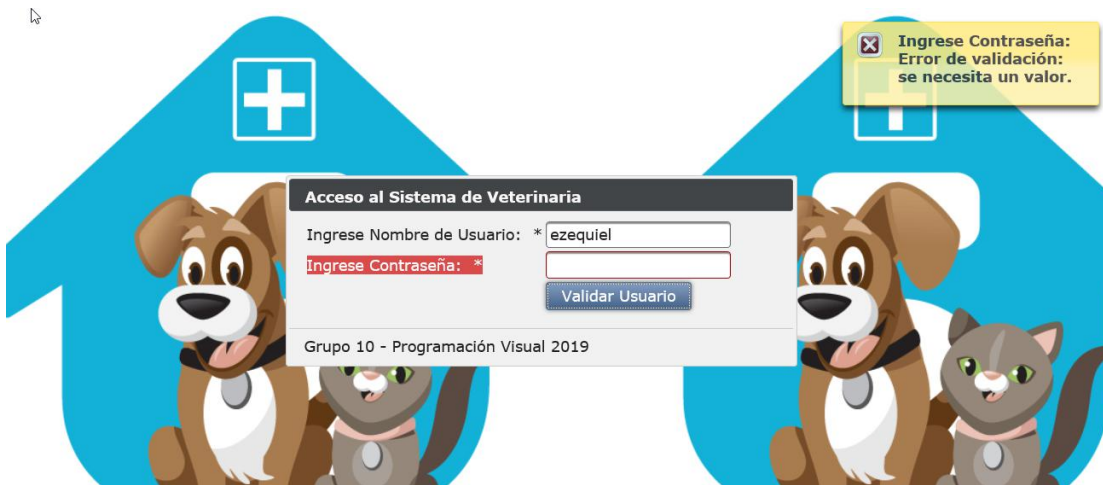 Ingrese Contraseña:
Error de validación:
se necesita un valor.
Acceso al Sistema de Veterinaria
Ingrese Nombre de Usuario: * ezequiel
Ingrese Contraseña: *
Validar Usuario
Grupo 10 - Programación Visual 2019